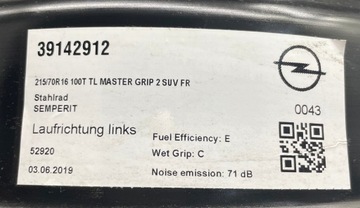 39142912
215/70R16 100T TL MASTER GRIP 2 SUV FR
Stahlrad
SEMPERIT
0043
Laufrichtung links
Fuel Efficiency: E
52920
Wet Grip: C
03.06.2019
Noise emission: 71 dB